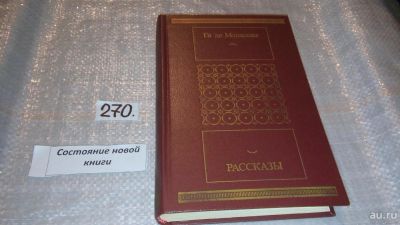 Ги де Мопассан
270.
Состояние новой
книги
РАССКАЗЫ
au.ru